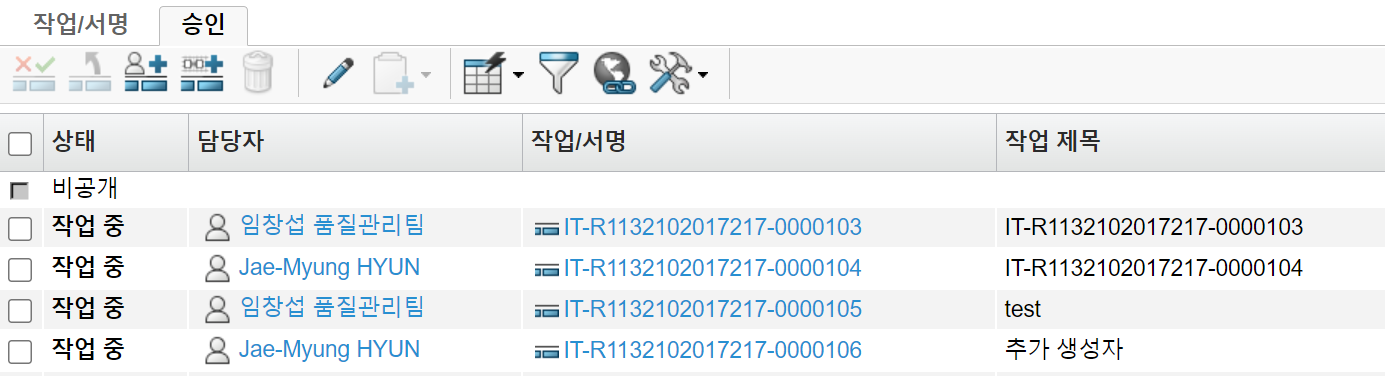 작업/서명 승인
상태 담당자 작업/서명 작업 제목
비공개
작업 중 임창섭 품질관리팀 IT-R1132102017217-0000103 IT-R1132102017217-0000103
작업 중 Jae-Myung HYUN IT-R1132102017217-0000104 IT-R1132102017217-0000104
작업 중 임창섭 품질관리팀 IT-R1132102017217-0000105 test
작업 중 Jae-Myung HYUN IT-R1132102017217-0000106 추가 생성자